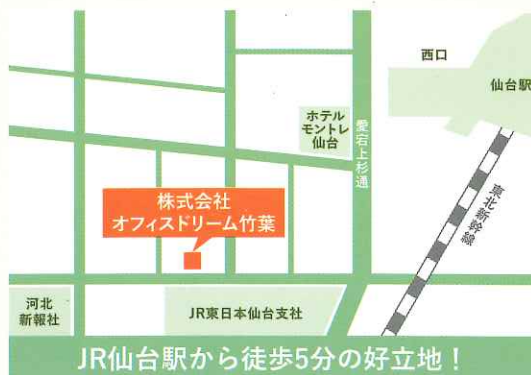 西口
仙台駅
ホテル
モントレ
仙台
愛宕上杉通
株式会社
オフィスドリーム竹葉
東北新幹線
河北
新報社
JR東日本仙台支社
JR仙台駅から徒歩5分の好立地！